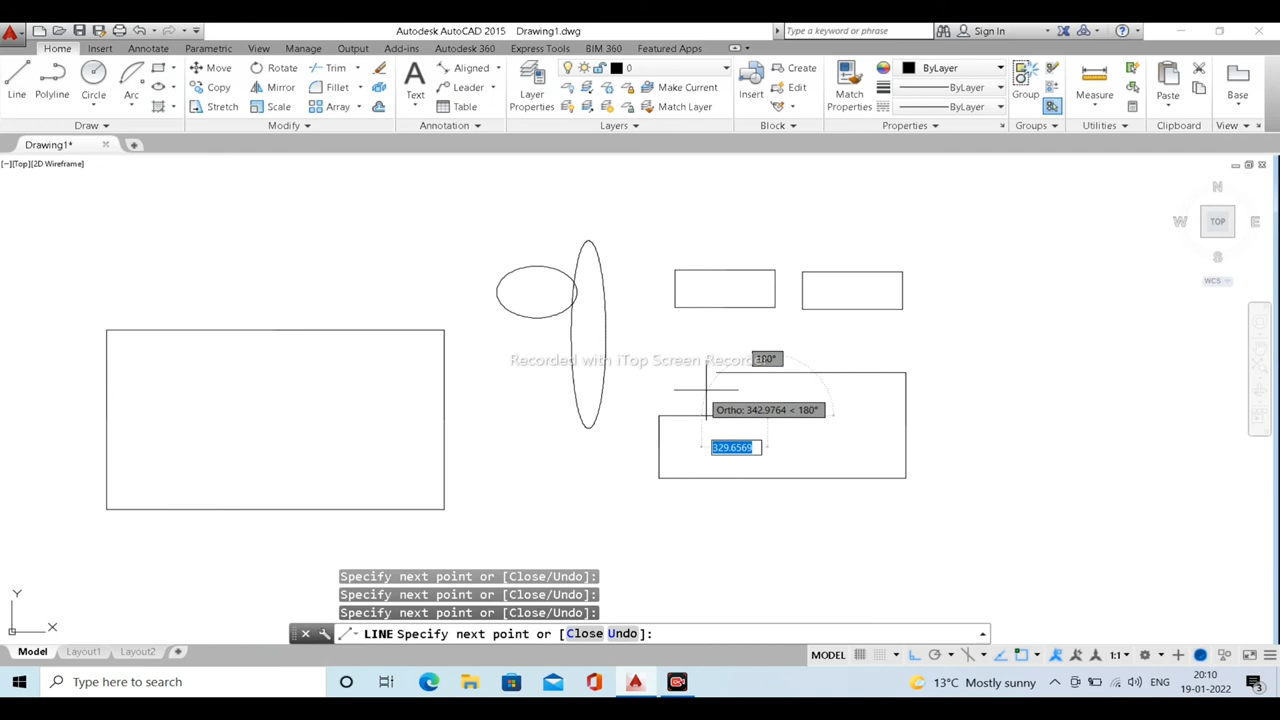 Autodesk AutoCAD 2015 Drawing1.dwg
Type a keyword or phrase
Sign In
Home Insert Annotate Parametric View Manage Output Add-ins Autodesk 360 Express Tools BIM 360 Featured Apps
Line Polyline Circle Arc
Move Rotate Trim
Copy Mirror Fillet
Stretch Scale Array
Text
Aligned
Leader
Table
Layer
Properties
0
Make Current
Match Layer
Insert
Create
Edit
Match
Properties
ByLayer
ByLayer
ByLayer
Group
Measure
Paste
Base
Draw Modify Annotation Layers Block Properties Groups Utilities Clipboard View
Drawing1*
[−][Top][2D Wireframe]
N
W TOP E
S
WCS
Recorded with iTop Screen Recorder
180°
Ortho: 342.9764 < 180°
329.6569
Y
X
Specify next point or [Close/Undo]:
Specify next point or [Close/Undo]:
Specify next point or [Close/Undo]:
LINE Specify next point or [Close Undo]:
Model Layout1 Layout2
MODEL 1:1
Type here to search
13°C Mostly sunny
ENG
20:10
19-01-2022
3